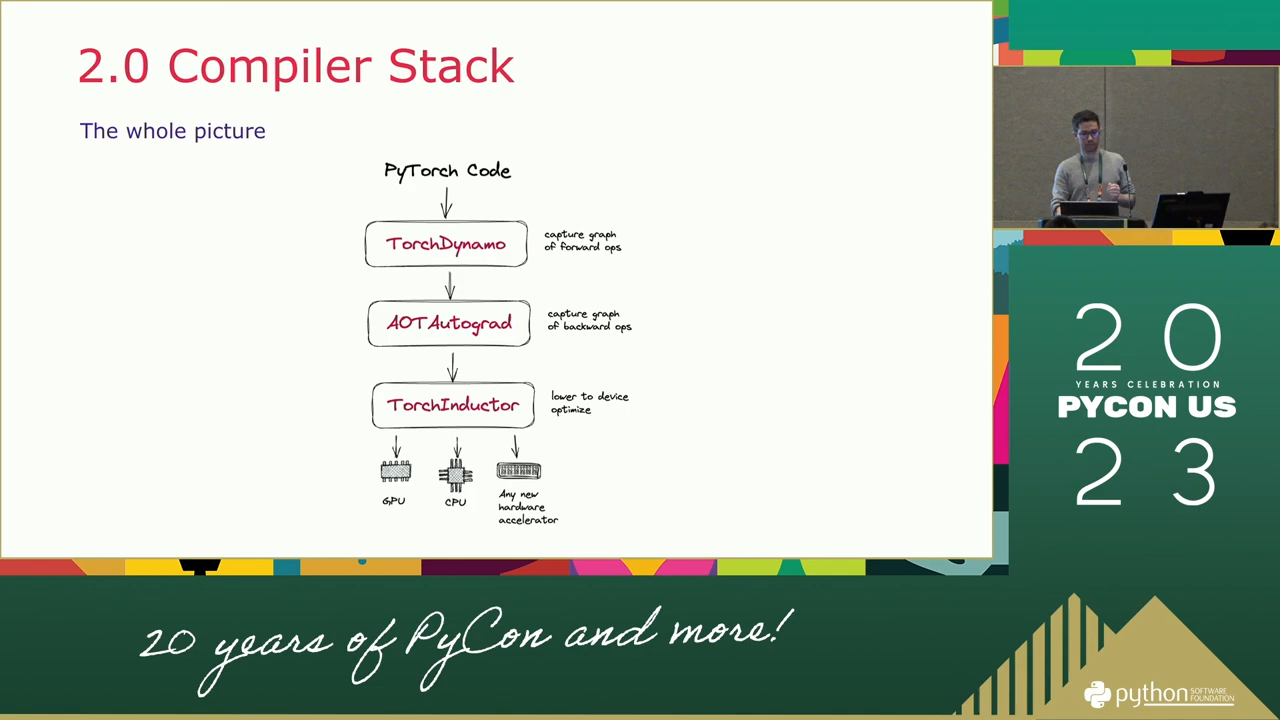 2.0 Compiler Stack
The whole picture
PyTorch Code
TorchDynamo
capture graph
of forward ops
AOTAutograd
capture graph
of backward ops
TorchInductor
lower to device
optimize
GPU
CPU
Any new
hardware
accelerator
20
YEARS CELEBRATION
PYCON US
23
20 years of PyCon and more!
python
SOFTWARE
FOUNDATION